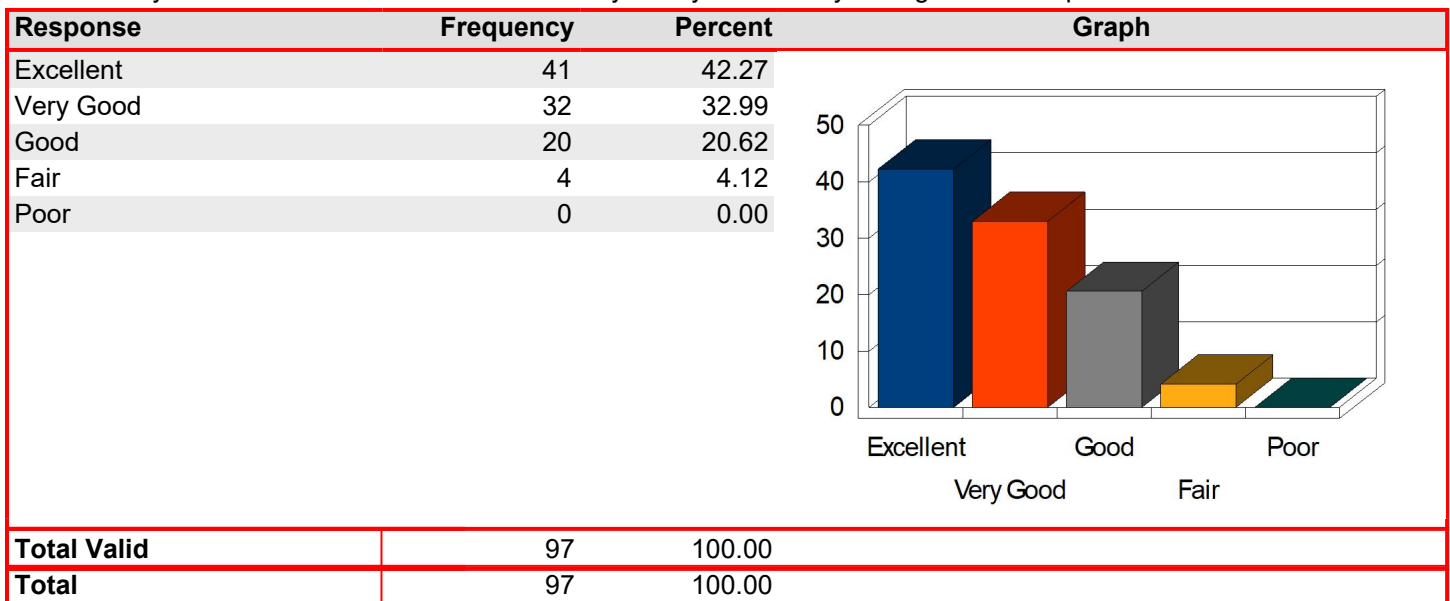 Response Frequency Percent Graph
Excellent 41 42.27
Very Good 32 32.99
Good 20 20.62
Fair 4 4.12
Poor 0 0.00
50
40
30
20
10
0
Excellent Good Poor
Very Good Fair
Total Valid 97 100.00
Total 97 100.00